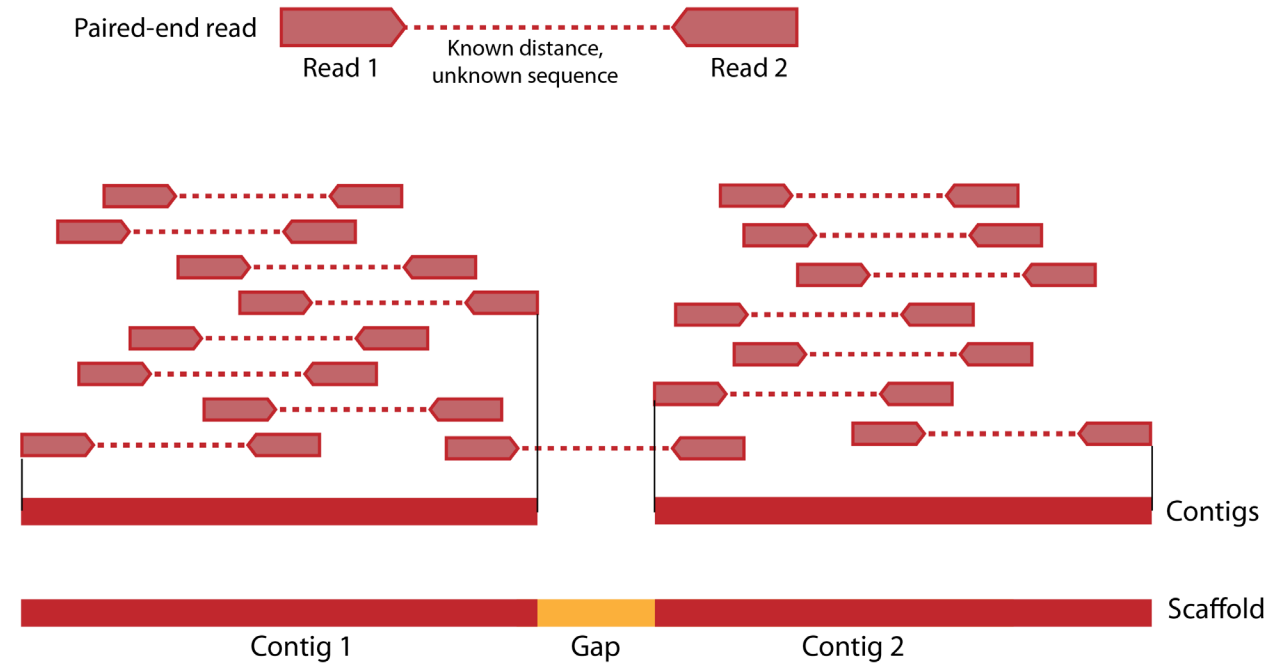 Paired-end read
Known distance,
unknown sequence
Read 1
Read 2
Contigs
Scaffold
Contig 1
Gap
Contig 2